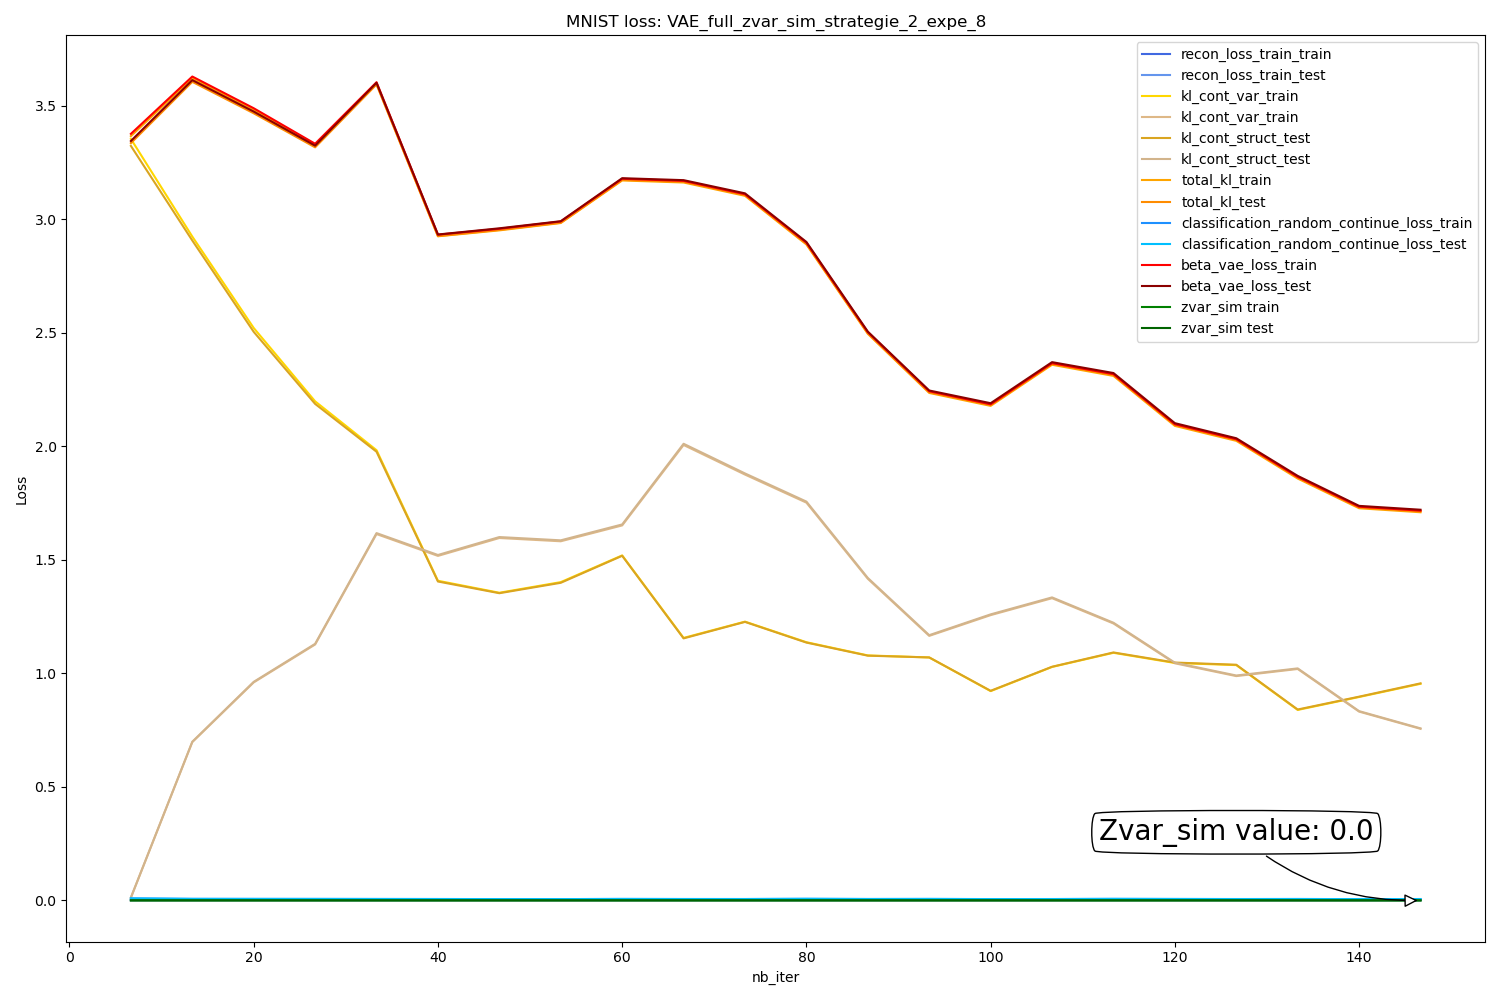 MNIST loss: VAE_full_zvar_sim_strategie_2_expe_8
recon_loss_train_train
recon_loss_train_test
kl_cont_var_train
kl_cont_var_train
kl_cont_struct_test
kl_cont_struct_test
total_kl_train
total_kl_test
classification_random_continue_loss_train
classification_random_continue_loss_test
beta_vae_loss_train
beta_vae_loss_test
zvar_sim train
zvar_sim test
3.5
3.0
2.5
2.0
1.5
1.0
0.5
0.0
Loss
Zvar_sim value: 0.0
0 20 40 60 80 100 120 140
nb_iter